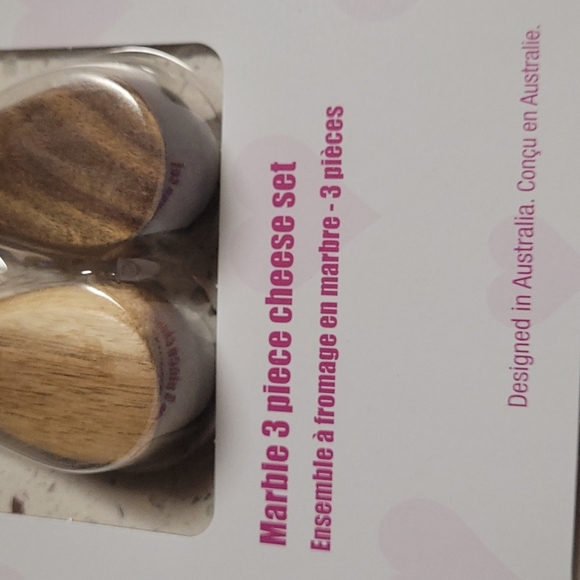 Marble 3 piece cheese set
Ensemble à fromage en marbre - 3 pièces
Designed in Australia. Conçu en Australie.